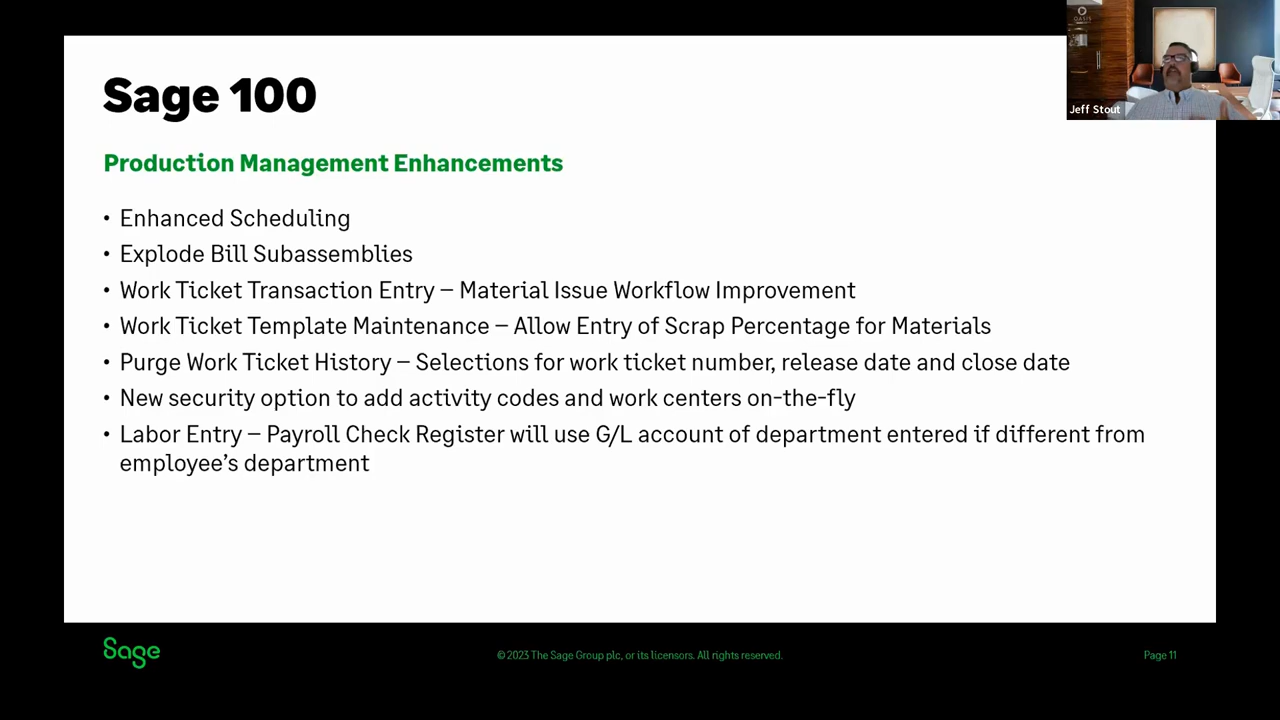 Sage 100
OASIS
Jeff Stout
Production Management Enhancements
• Enhanced Scheduling
• Explode Bill Subassemblies
• Work Ticket Transaction Entry – Material Issue Workflow Improvement
• Work Ticket Template Maintenance – Allow Entry of Scrap Percentage for Materials
• Purge Work Ticket History – Selections for work ticket number, release date and close date
• New security option to add activity codes and work centers on-the-fly
• Labor Entry – Payroll Check Register will use G/L account of department entered if different from
employee’s department
Sage
©2023 The Sage Group plc, or its licensors. All rights reserved.
Page 11